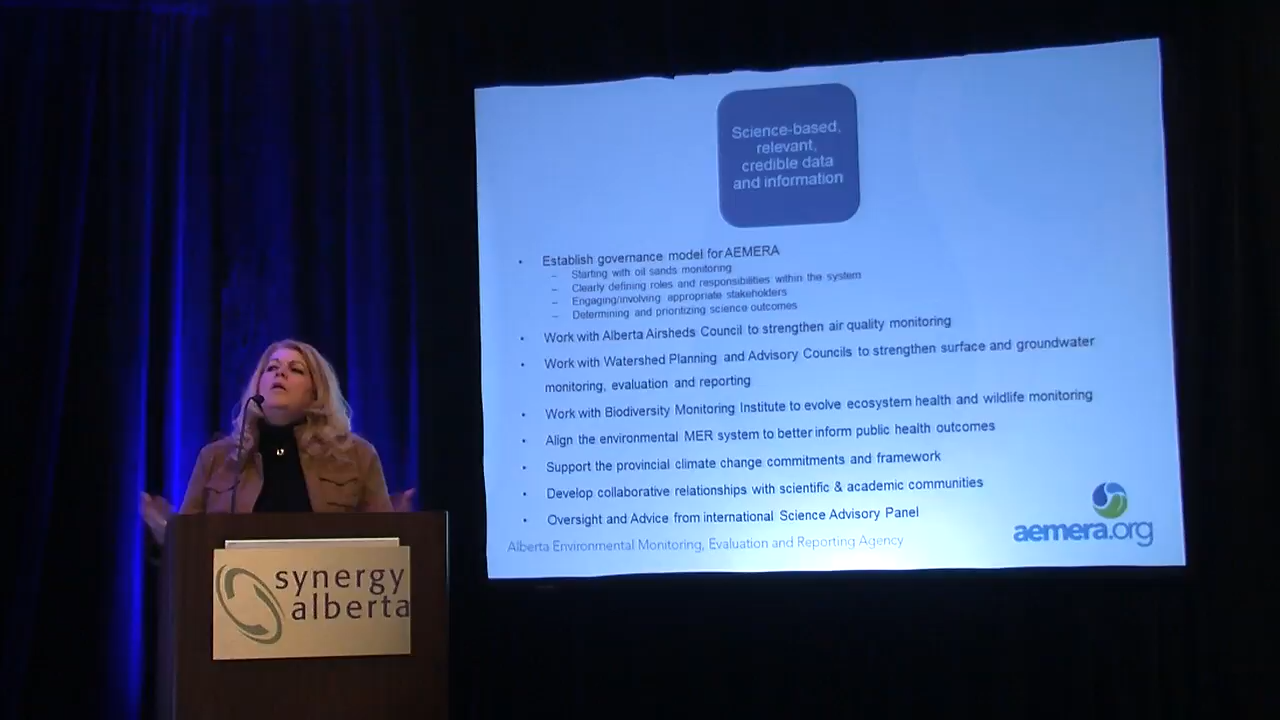 Science-based,
relevant,
credible data
and information
• Establish governance model for AEMERA
– Starting with oil sands monitoring
– Clearly defining roles and responsibilities within the system
– Engaging/involving appropriate stakeholders
– Determining and prioritizing science outcomes
• Work with Alberta Airsheds Council to strengthen air quality monitoring
• Work with Watershed Planning and Advisory Councils to strengthen surface and groundwater
monitoring, evaluation and reporting
• Work with Biodiversity Monitoring Institute to evolve ecosystem health and wildlife monitoring
• Align the environmental MER system to better inform public health outcomes
• Support the provincial climate change commitments and framework
• Develop collaborative relationships with scientific & academic communities
• Oversight and Advice from international Science Advisory Panel
Alberta Environmental Monitoring, Evaluation and Reporting Agency
aemera.org
synergy
alberta